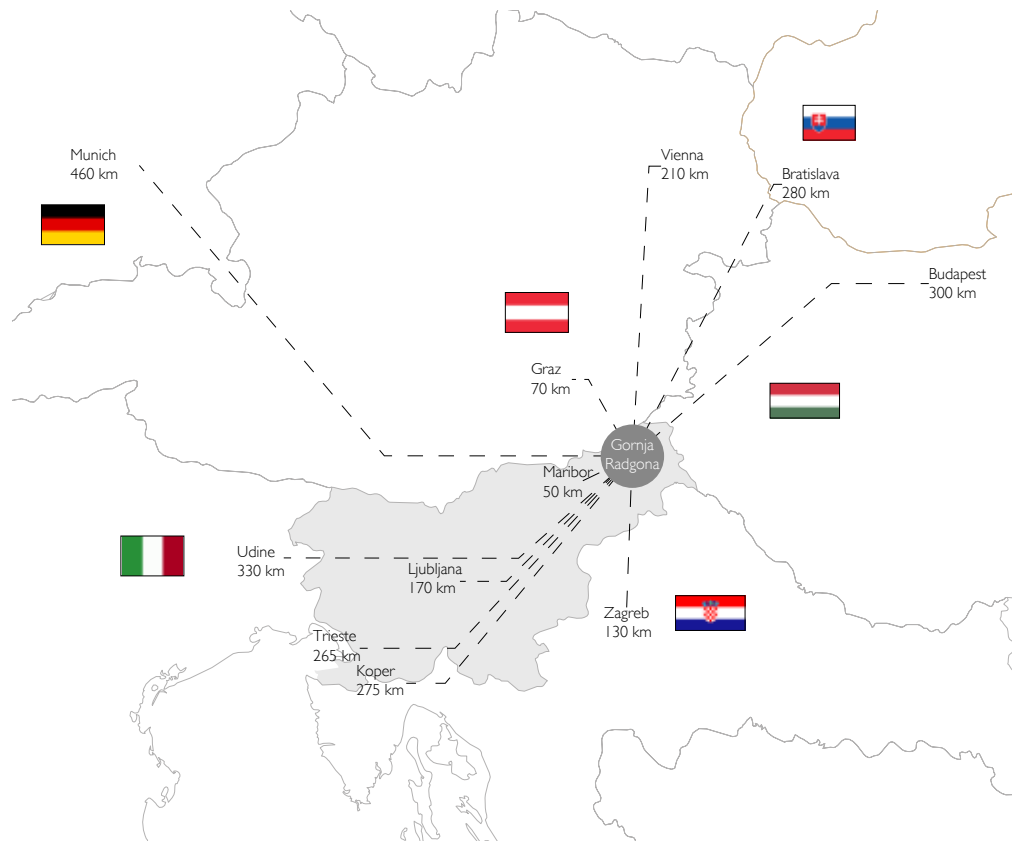 Munich
460 km
Vienna
210 km
Bratislava
280 km
Budapest
300 km
Graz
70 km
Gornja
Radgona
Maribor
50 km
Udine
330 km
Ljubljana
170 km
Zagreb
130 km
Trieste
265 km
Koper
275 km